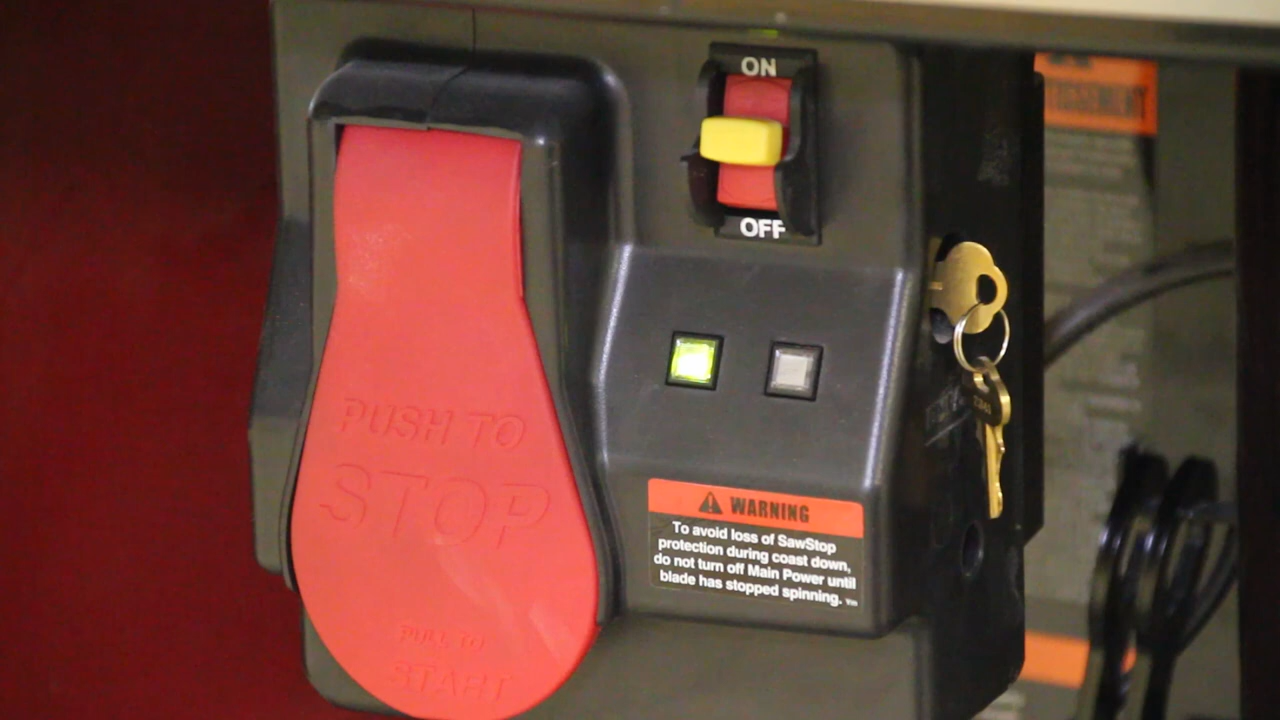 ON
OFF
PUSH TO
STOP
PULL TO
START
WARNING
To avoid loss of SawStop
protection during coast down,
do not turn off Main Power until
blade has stopped spinning.